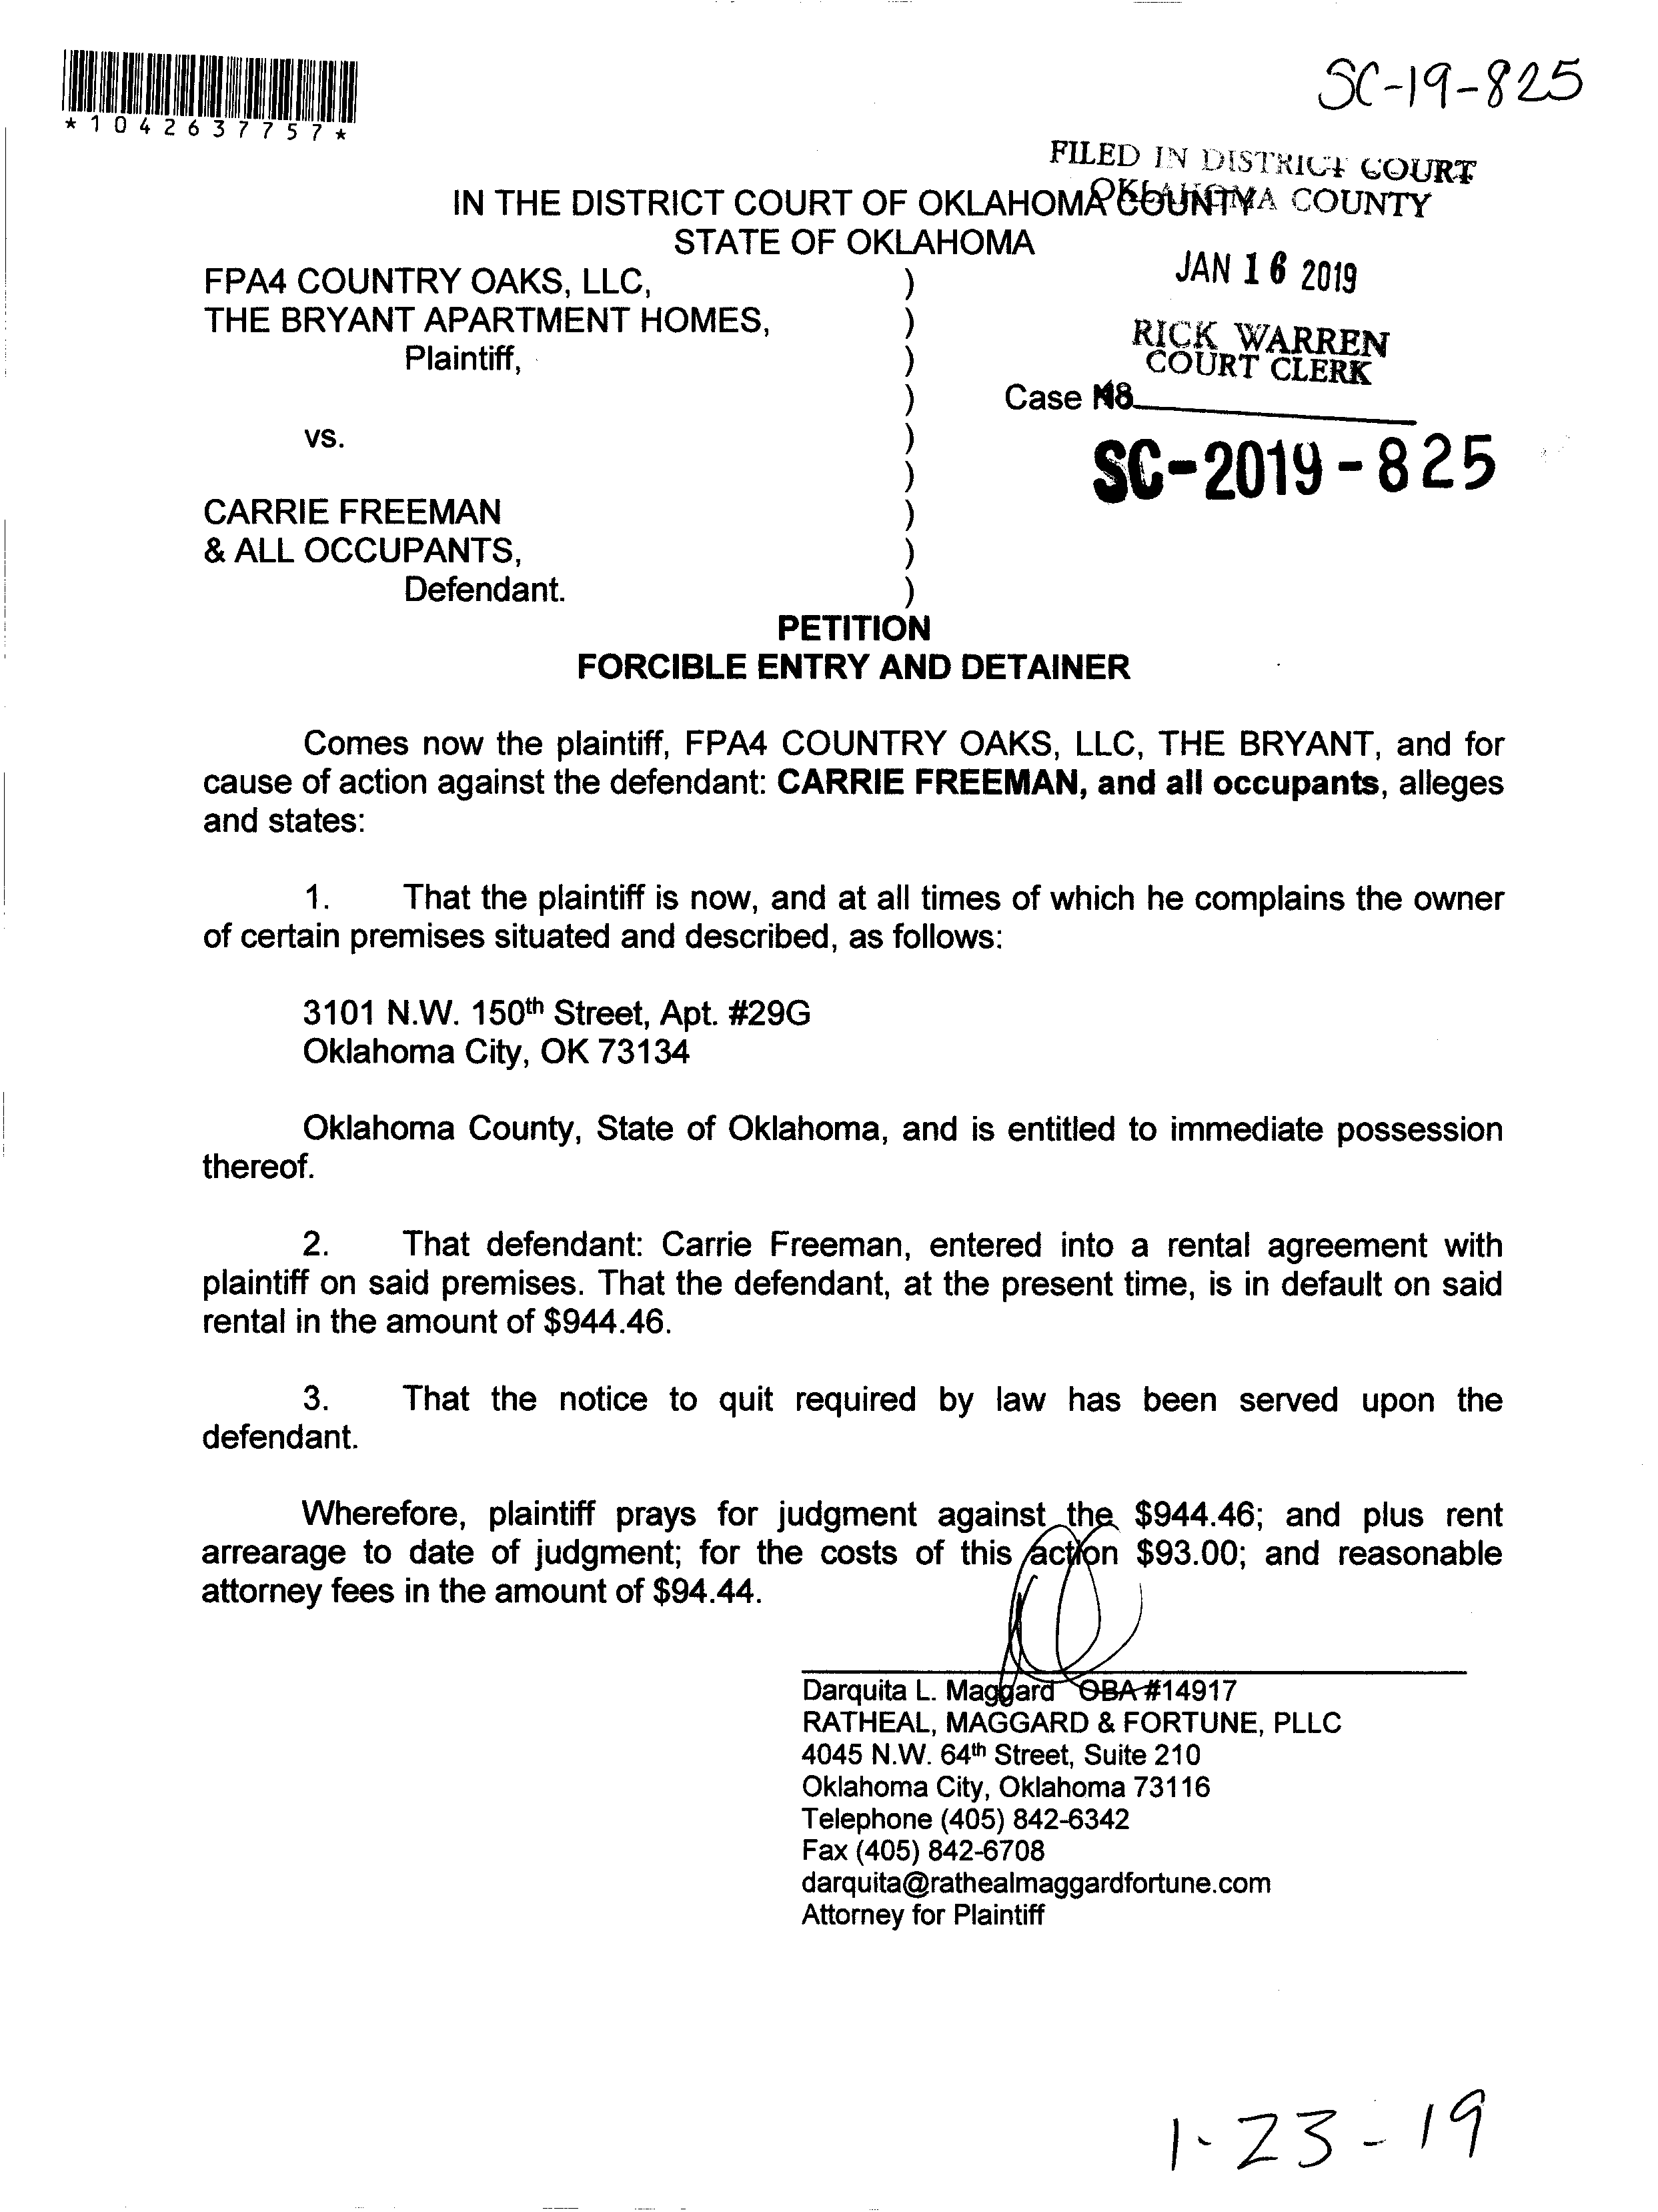 SC-19-825
*1042637757*
FILED IN DISTRICT COURT
OKLAHOMA COUNTY
IN THE DISTRICT COURT OF OKLAHOMA COUNTY
STATE OF OKLAHOMA
JAN 16 2019
FPA4 COUNTRY OAKS, LLC, )
THE BRYANT APARTMENT HOMES, )
RICK WARREN
COURT CLERK
Plaintiff, )
) Case
vs. )
SC-2019-825
)
CARRIE FREEMAN )
& ALL OCCUPANTS, )
Defendant. )
PETITION
FORCIBLE ENTRY AND DETAINER
Comes now the plaintiff, FPA4 COUNTRY OAKS, LLC, THE BRYANT, and for
cause of action against the defendant: CARRIE FREEMAN, and all occupants, alleges
and states:
1. That the plaintiff is now, and at all times of which he complains the owner
of certain premises situated and described, as follows:
3101 N.W. 150th Street, Apt. #29G
Oklahoma City, OK 73134
Oklahoma County, State of Oklahoma, and is entitled to immediate possession
thereof.
2. That defendant: Carrie Freeman, entered into a rental agreement with
plaintiff on said premises. That the defendant, at the present time, is in default on said
rental in the amount of $944.46.
3. That the notice to quit required by law has been served upon the
defendant.
Wherefore, plaintiff prays for judgment against the $944.46; and plus rent
arrearage to date of judgment; for the costs of this action $93.00; and reasonable
attorney fees in the amount of $94.44.
Darquita L. Maggard OBA #14917
RATHEAL, MAGGARD & FORTUNE, PLLC
4045 N.W. 64th Street, Suite 210
Oklahoma City, Oklahoma 73116
Telephone (405) 842-6342
Fax (405) 842-6708
darquita@rathealmaggardfortune.com
Attorney for Plaintiff
1-23-19